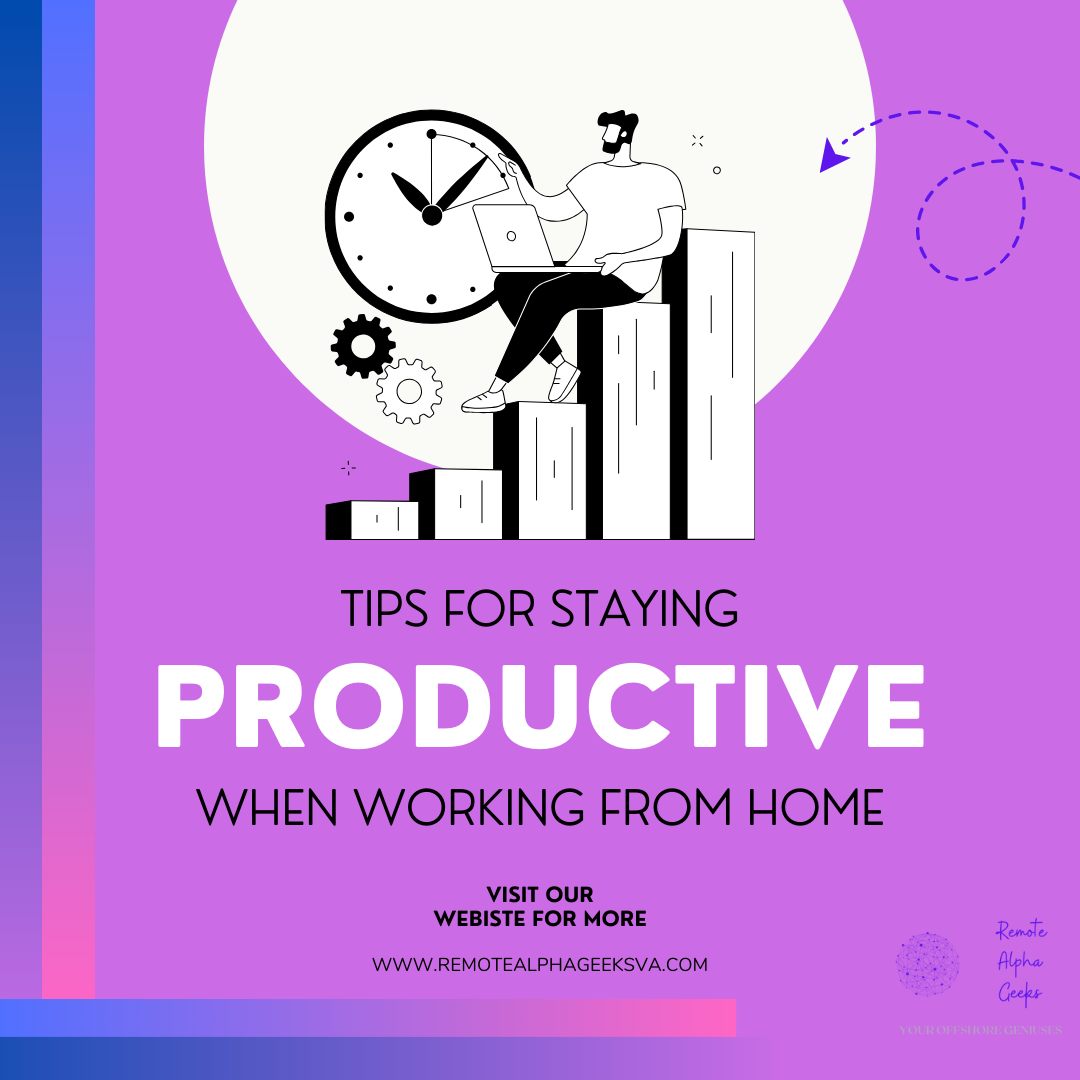 TIPS FOR STAYING
PRODUCTIVE
WHEN WORKING FROM HOME
VISIT OUR
WEBISTE FOR MORE
WWW.REMOTEALPHAGEEKSVA.COM
Remote
Alpha
Geeks
YOUR OFFSHORE GENIUSES